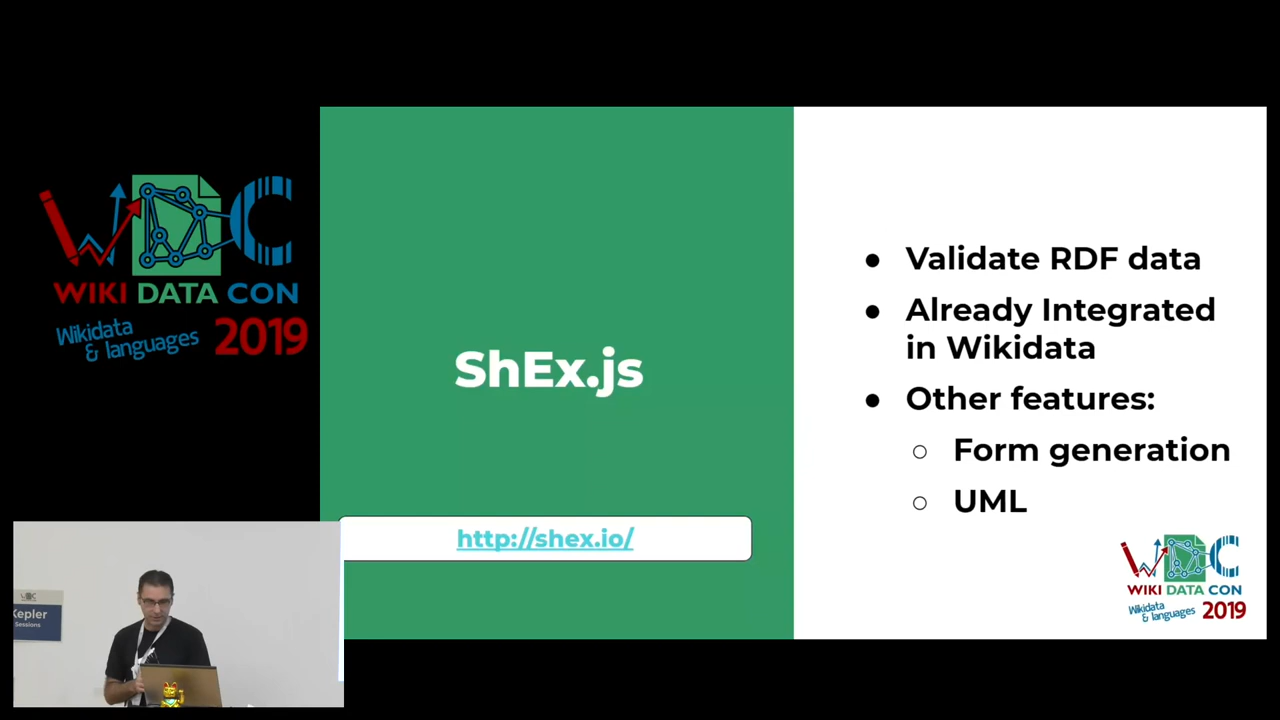 WIKI DATA CON
Wikidata
& languages 2019
ShEx.js
http://shex.io/
● Validate RDF data
● Already Integrated
in Wikidata
● Other features:
○ Form generation
○ UML
WIKI DATA CON
Wikidata
& languages 2019
Kepler
Sessions